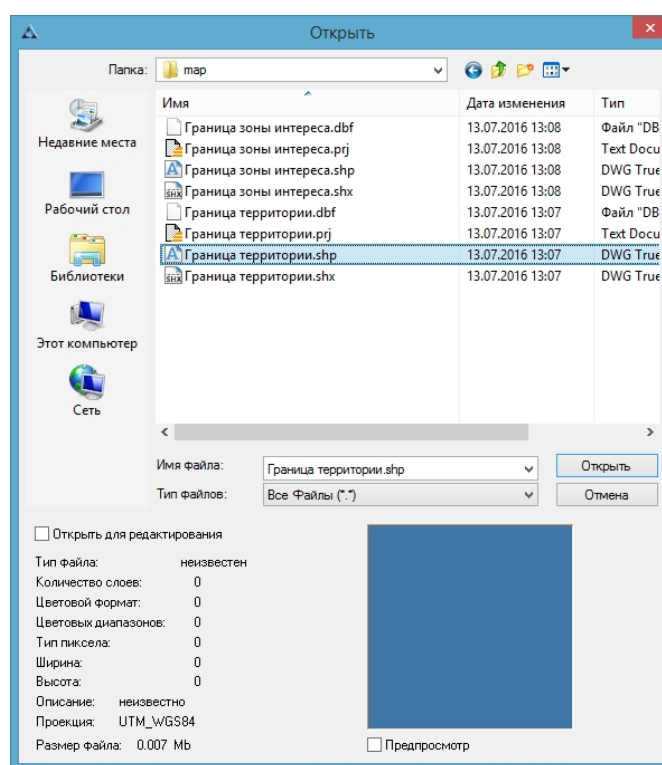 Открыть
Папка: map
Имя Дата изменения Тип
Граница зоны интереса.dbf 13.07.2016 13:08 Файл "DB
Граница зоны интереса.prj 13.07.2016 13:08 Text Docu
Граница зоны интереса.shp 13.07.2016 13:08 DWG True
Граница зоны интереса.shx 13.07.2016 13:08 DWG True
Граница территории.dbf 13.07.2016 13:07 Файл "DB
Граница территории.prj 13.07.2016 13:07 Text Docu
Граница территории.shp 13.07.2016 13:07 DWG True
Граница территории.shx 13.07.2016 13:07 DWG True
Недавние места
Рабочий стол
Библиотеки
Этот компьютер
Сеть
Имя файла: Граница территории.shp Открыть
Тип файлов: Все Файлы (*.*) Отмена
Открыть для редактирования
Тип файла: неизвестен
Количество слоев: 0
Цветовой формат: 0
Цветовых диапазонов: 0
Тип пиксела: 0
Ширина: 0
Высота: 0
Описание: неизвестно
Проекция: UTM_WGS84
Размер файла: 0.007 Mb
Предпросмотр